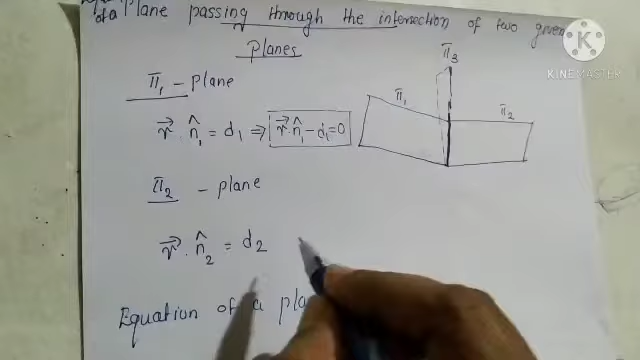 of a Plane passing through the intersection of two given
Planes
π₁ - plane
r⃗ . n̂₁ = d₁ ⇒ r⃗ . n̂₁ - d₁ = 0
π₂ - plane
r⃗ . n̂₂ = d₂
Equation of a pla
π₃
π₁
π₂
KINEMASTER